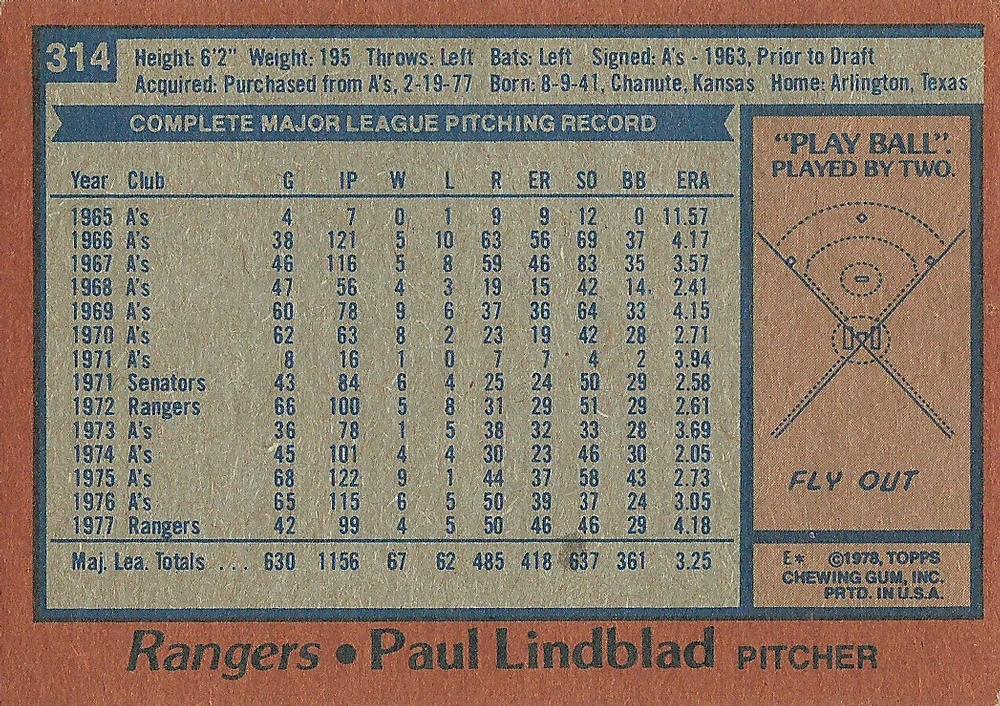 314
Height: 6'2" Weight: 195 Throws: Left Bats: Left Signed: A's - 1963, Prior to Draft
Acquired: Purchased from A's, 2-19-77 Born: 8-9-41, Chanute, Kansas Home: Arlington, Texas
COMPLETE MAJOR LEAGUE PITCHING RECORD
Year Club G IP W L R ER SO BB ERA
1965 A's 4 7 0 1 9 9 12 0 11.57
1966 A's 38 121 5 10 63 56 69 37 4.17
1967 A's 46 116 5 8 59 46 83 35 3.57
1968 A's 47 56 4 3 19 15 42 14. 2.41
1969 A's 60 78 9 6 37 36 64 33 4.15
1970 A's 62 63 8 2 23 19 42 28 2.71
1971 A's 8 16 1 0 7 7 4 2 3.94
1971 Senators 43 84 6 4 25 24 50 29 2.58
1972 Rangers 66 100 5 8 31 29 51 29 2.61
1973 A's 36 78 1 5 38 32 33 28 3.69
1974 A's 45 101 4 4 30 23 46 30 2.05
1975 A's 68 122 9 1 44 37 58 43 2.73
1976 A's 65 115 6 5 50 39 37 24 3.05
1977 Rangers 42 99 4 5 50 46 46 29 4.18
Maj. Lea. Totals ... 630 1156 67 62 485 418 637 361 3.25
"PLAY BALL":
PLAYED BY TWO.
FLY OUT
E* ©1978, TOPPS
CHEWING GUM, INC.
PRTD. IN U.S.A.
Rangers • Paul Lindblad PITCHER